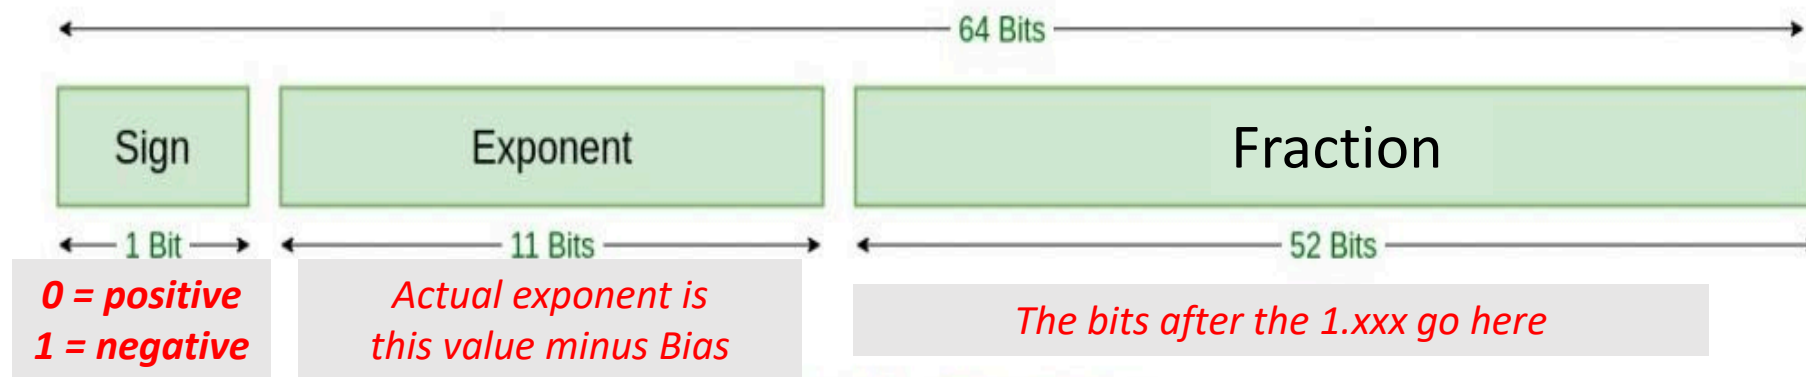 64 Bits
Sign
Exponent
Fraction
1 Bit
11 Bits
52 Bits
0 = positive
1 = negative
Actual exponent is
this value minus Bias
The bits after the 1.xxx go here